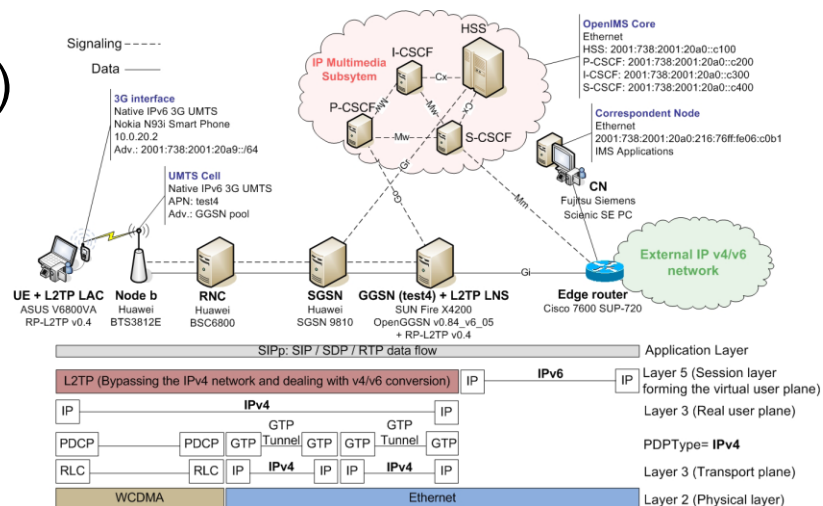 )
Signaling
Data
3G interface
Native IPv6 3G UMTS
Nokia N93i Smart Phone
10.0.20.2
Adv.: 2001:738:2001:20a9::/64
UMTS Cell
Native IPv6 3G UMTS
APN: test4
Adv.: GGSN pool
IP Multimedia
Subsytem
HSS
I-CSCF
P-CSCF
S-CSCF
Cx
Mw
Mw
Cx
Mw
Gr
Go
Mm
Gi
OpenIMS Core
Ethernet
HSS: 2001:738:2001:20a0::c100
P-CSCF: 2001:738:2001:20a0::c200
I-CSCF: 2001:738:2001:20a0::c300
S-CSCF: 2001:738:2001:20a0::c400
Correspondent Node
Ethernet
2001:738:2001:20a0:216:76ff:fe06:c0b1
IMS Applications
CN
Fujitsu Siemens
Scienic SE PC
External IP v4/v6
network
UE + L2TP LAC
ASUS V6800VA
RP-L2TP v0.4
Node b
Huawei
BTS3812E
RNC
Huawei
BSC6800
SGSN
Huawei
SGSN 9810
GGSN (test4) + L2TP LNS
SUN Fire X4200
OpenGGSN v0.84_v6_05
+ RP-L2TP v0.4
Edge router
Cisco 7600 SUP-720
SIPp: SIP / SDP / RTP data flow
Application Layer
L2TP (Bypassing the IPv4 network and dealing with v4/v6 conversion)
IP IPv6 IP
Layer 5 (Session layer
forming the virtual user plane)
IP IPv4 IP
Layer 3 (Real user plane)
PDCP PDCP GTP GTP Tunnel GTP GTP GTP Tunnel GTP
PDPType= IPv4
RLC RLC IP IPv4 IP IP IPv4 IP
Layer 3 (Transport plane)
WCDMA Ethernet
Layer 2 (Physical layer)